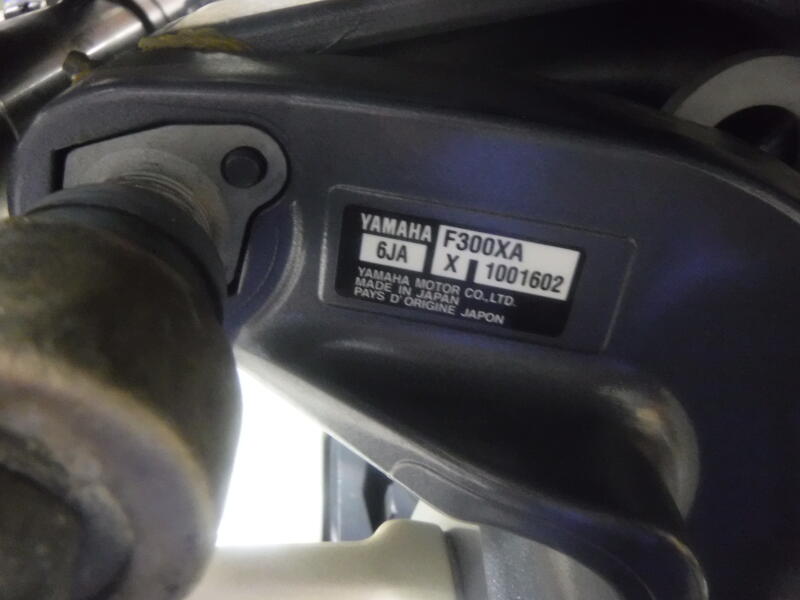 YAMAHA F300XA
6JA X 1001602
YAMAHA MOTOR CO.,LTD.
MADE IN JAPAN
PAYS D'ORIGINE JAPON